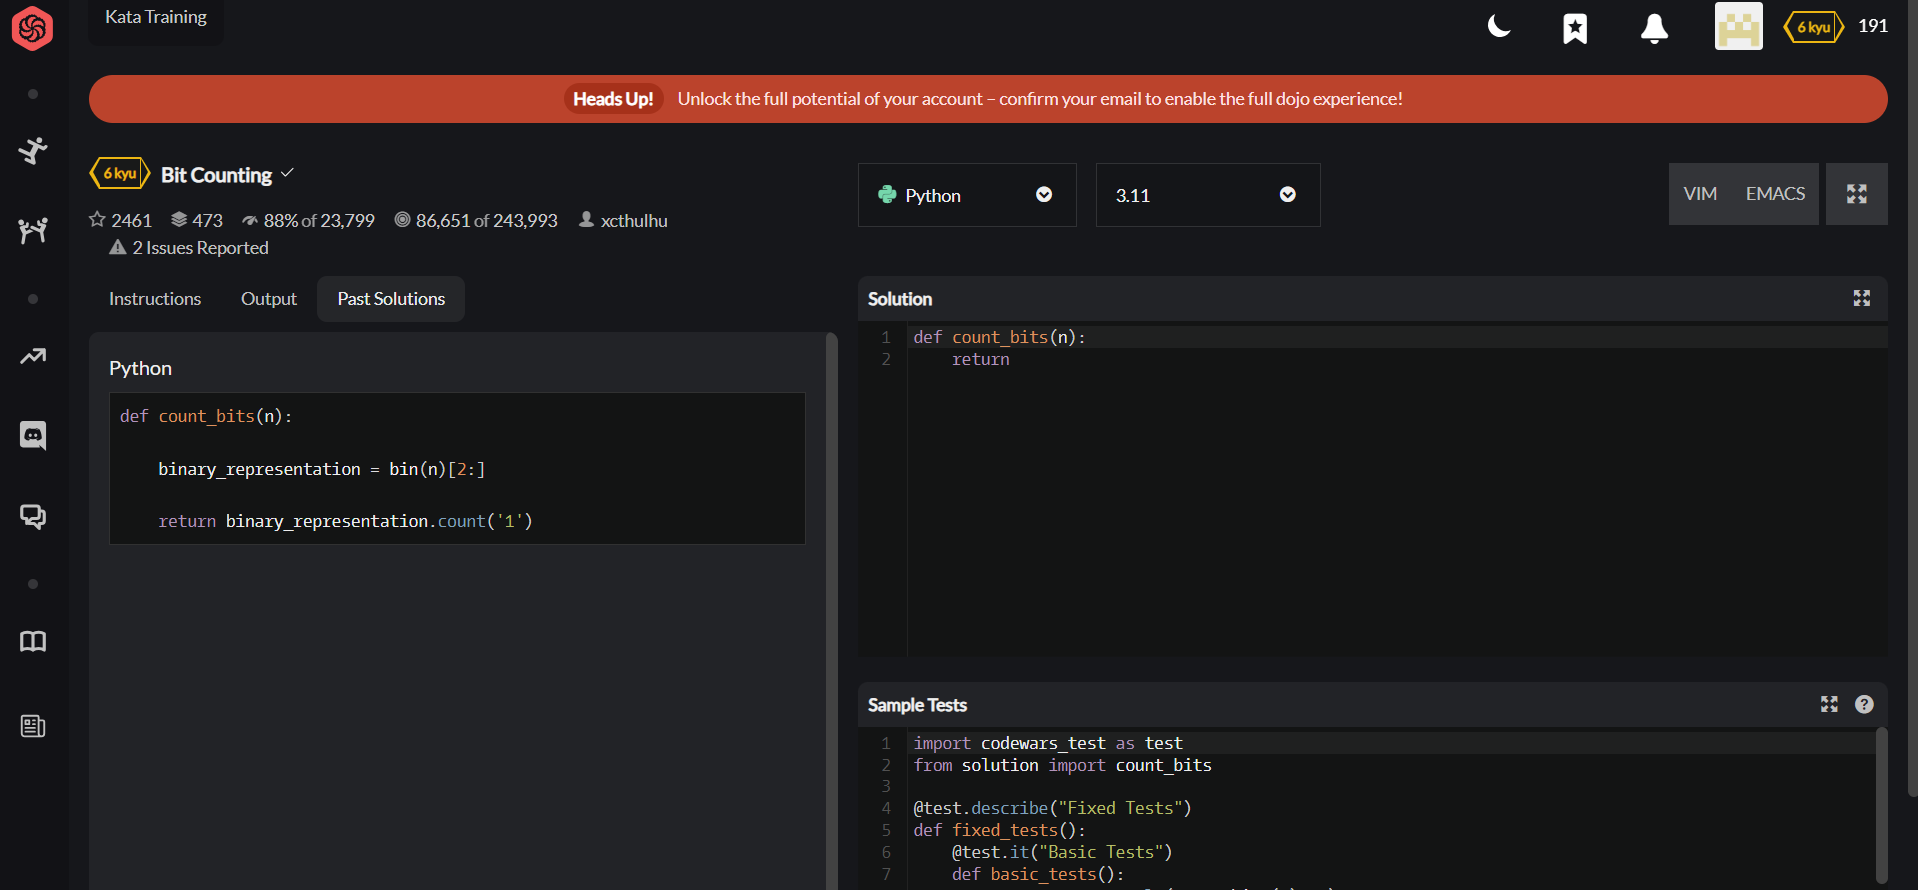 Kata Training
6 kyu
191
Heads Up! Unlock the full potential of your account – confirm your email to enable the full dojo experience!
6 kyu Bit Counting
2461 473 88% of 23,799 86,651 of 243,993 xcthulhu
2 Issues Reported
Python
3.11
VIM EMACS
Instructions Output Past Solutions
Python
def count_bits(n):
binary_representation = bin(n)[2:]
return binary_representation.count('1')
Solution
1 def count_bits(n):
2 return
Sample Tests
1 import codewars_test as test
2 from solution import count_bits
3
4 @test.describe("Fixed Tests")
5 def fixed_tests():
6 @test.it("Basic Tests")
7 def basic_tests():